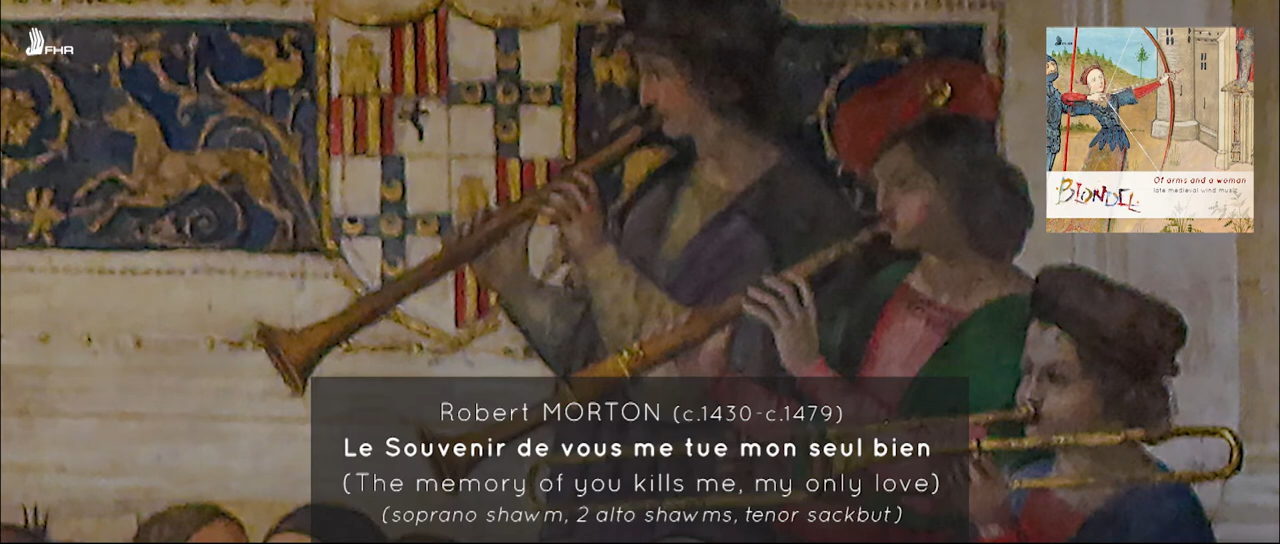 FHR
Of arms and a woman
late medieval wind music
BLONDEL
Robert MORTON (c.1430-c.1479)
Le Souvenir de vous me tue mon seul bien
(The memory of you kills me, my only love)
(soprano shawm, 2 alto shawms, tenor sackbut)